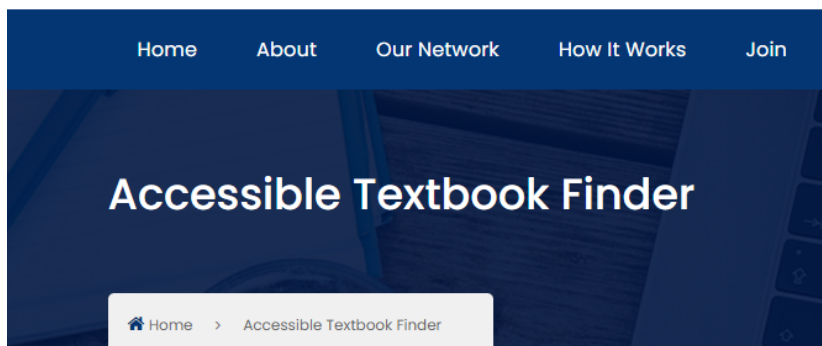 Home About Our Network How It Works Join
Accessible Textbook Finder
Home > Accessible Textbook Finder